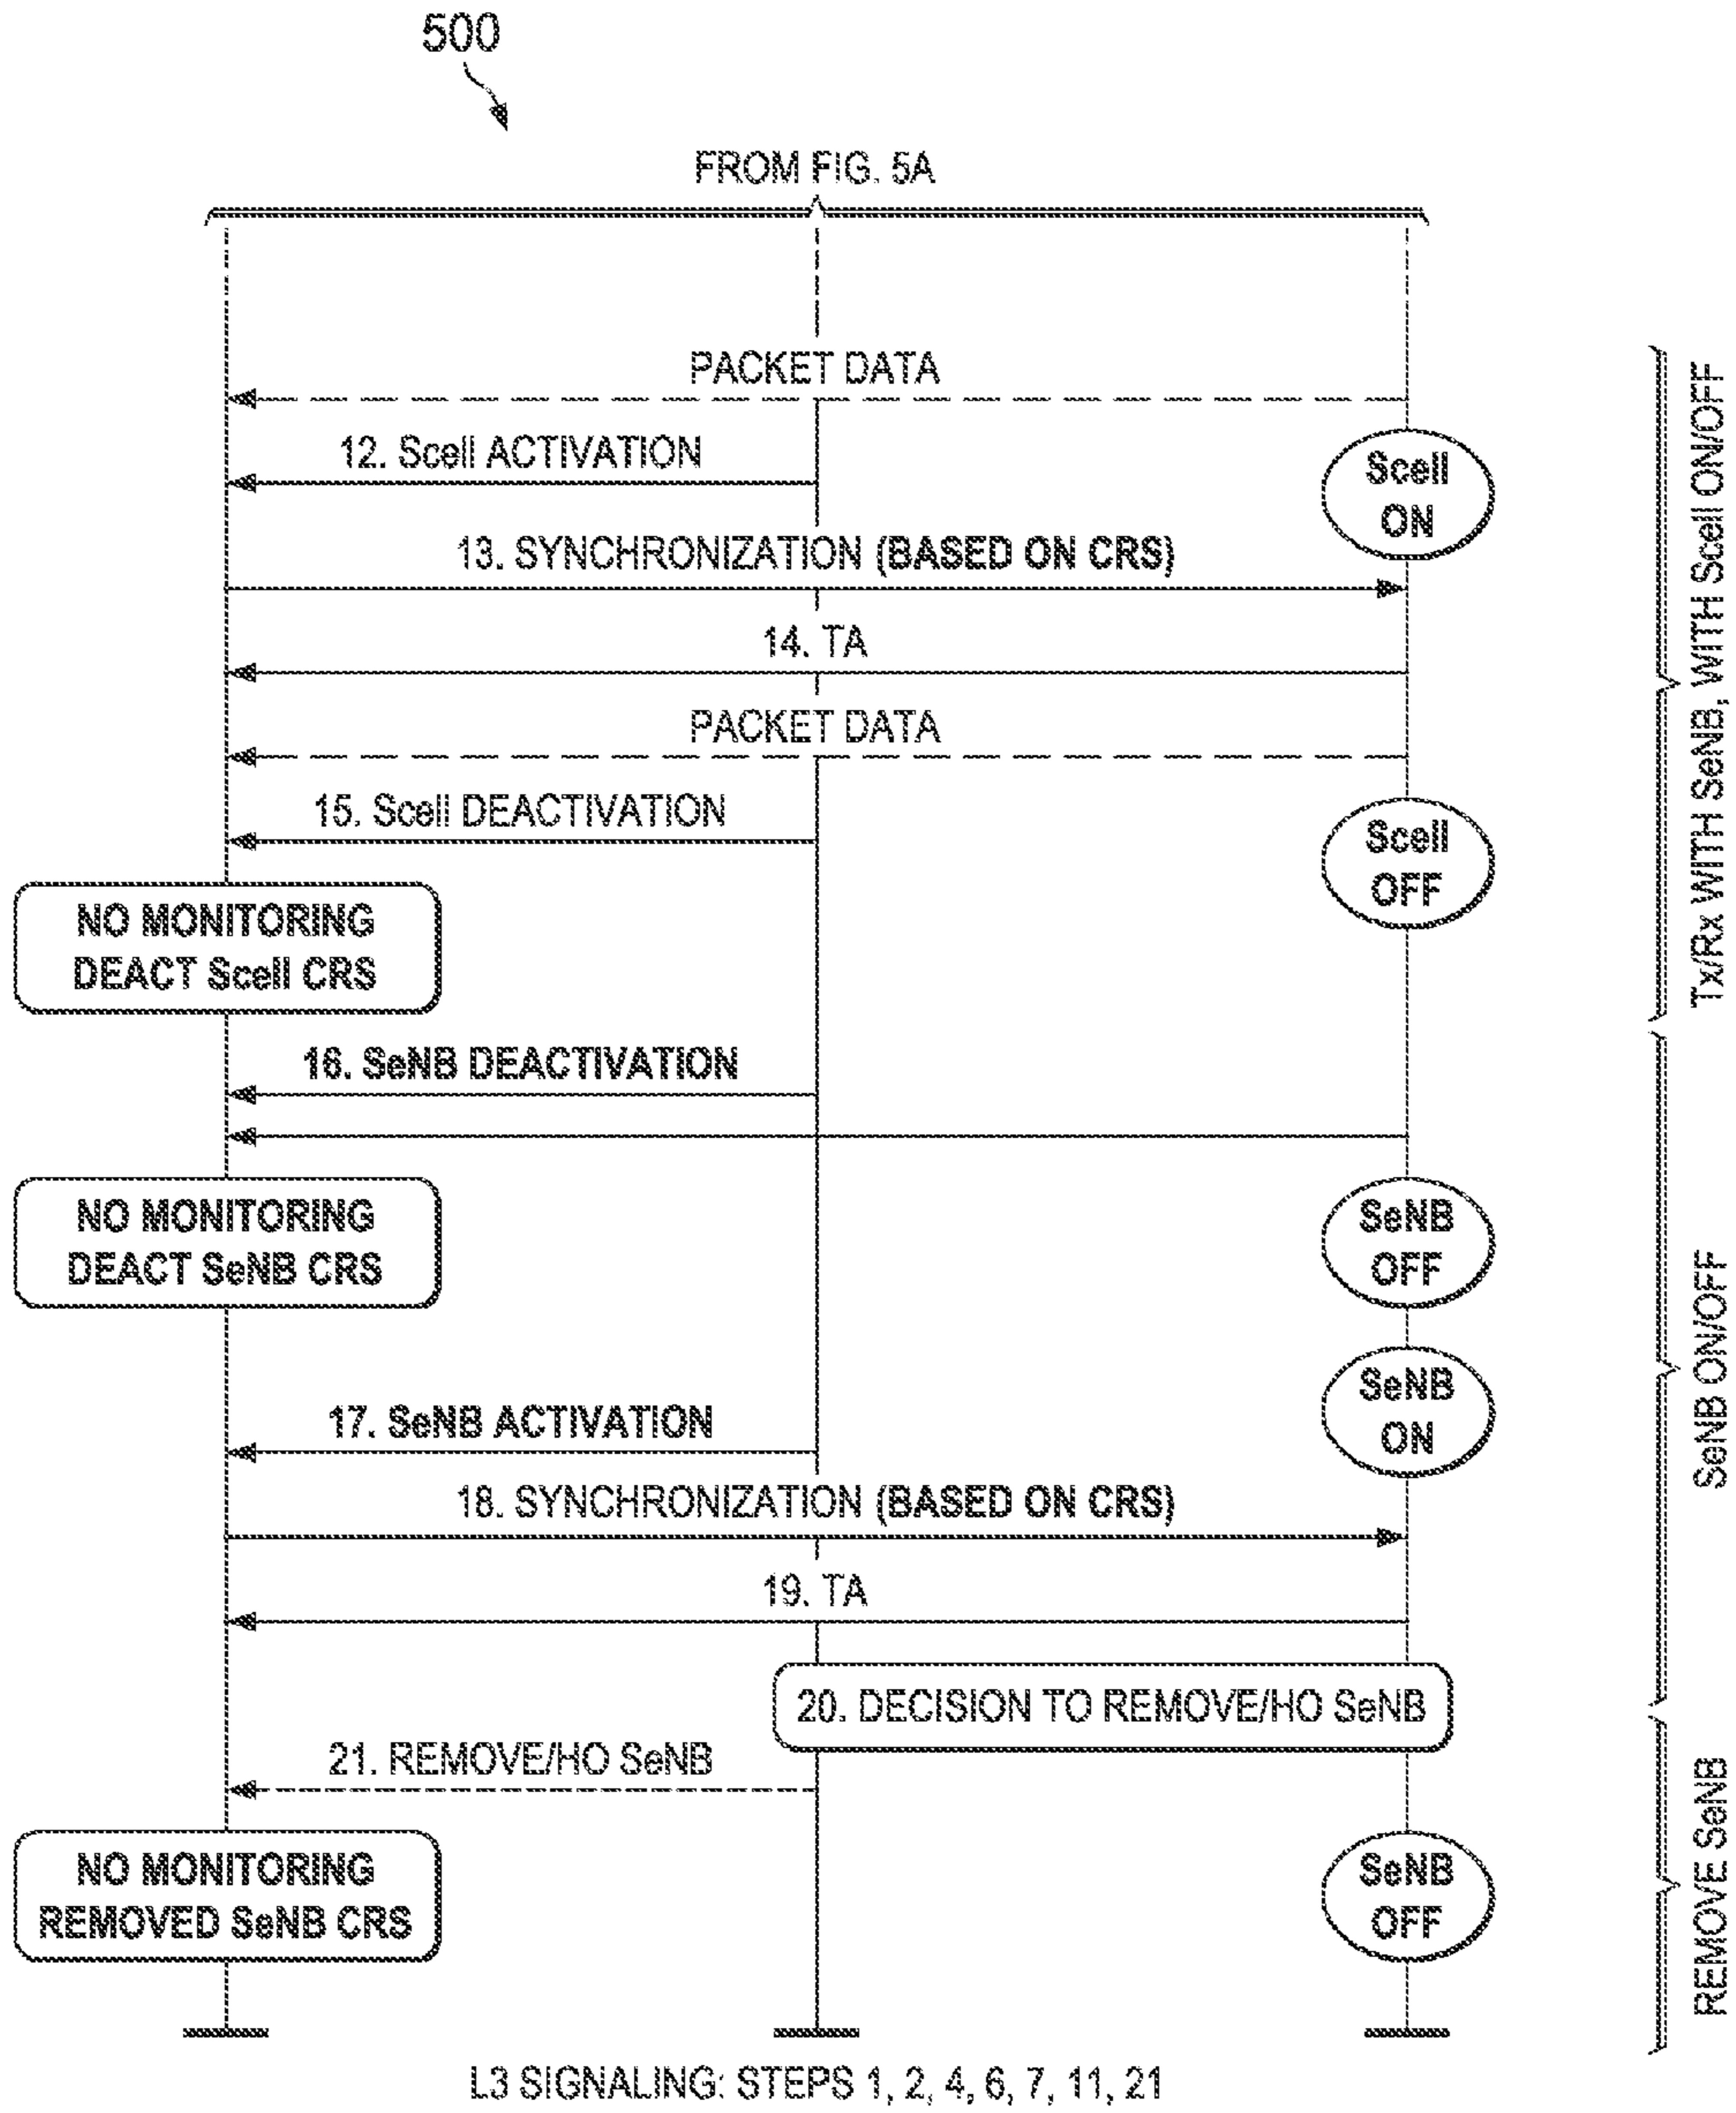 500
FROM FIG. 5A
PACKET DATA
12. Scell ACTIVATION
Scell
ON
13. SYNCHRONIZATION (BASED ON CRS)
14. TA
PACKET DATA
15. Scell DEACTIVATION
Scell
OFF
NO MONITORING
DEACT Scell CRS
Tx/Rx WITH SeNB, WITH Scell ON/OFF
16. SeNB DEACTIVATION
NO MONITORING
DEACT SeNB CRS
SeNB
OFF
SeNB
ON
17. SeNB ACTIVATION
18. SYNCHRONIZATION (BASED ON CRS)
19. TA
SeNB ON/OFF
20. DECISION TO REMOVE/HO SeNB
21. REMOVE/HO SeNB
NO MONITORING
REMOVED SeNB CRS
SeNB
OFF
REMOVE SeNB
L3 SIGNALING: STEPS 1, 2, 4, 6, 7, 11, 21